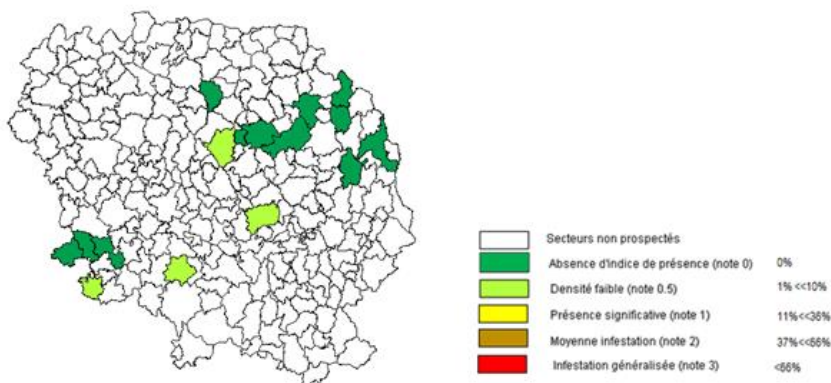 Secteurs non prospectés
Absence d'indice de présence (note 0) 0%
Densité faible (note 0.5) 1%<<10%
Présence significative (note 1) 11%<<36%
Moyenne infestation (note 2) 37%<<66%
Infestation généralisée (note 3) <66%